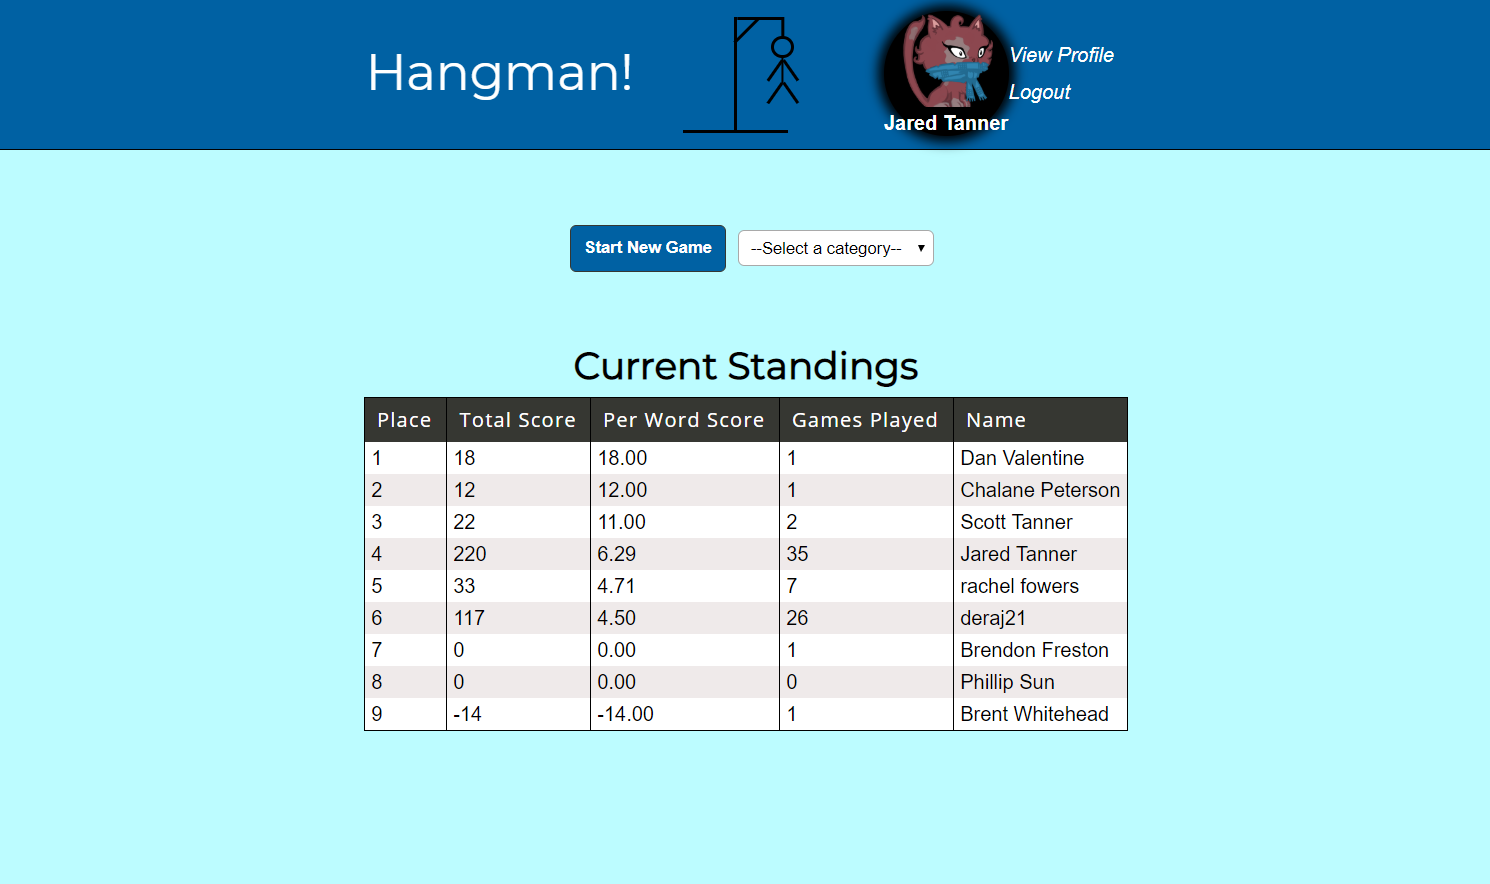 Hangman!
View Profile
Logout
Jared Tanner
Start New Game --Select a category--
Current Standings
Place Total Score Per Word Score Games Played Name
1 18 18.00 1 Dan Valentine
2 12 12.00 1 Chalane Peterson
3 22 11.00 2 Scott Tanner
4 220 6.29 35 Jared Tanner
5 33 4.71 7 rachel fowers
6 117 4.50 26 deraj21
7 0 0.00 1 Brendon Freston
8 0 0.00 0 Phillip Sun
9 -14 -14.00 1 Brent Whitehead